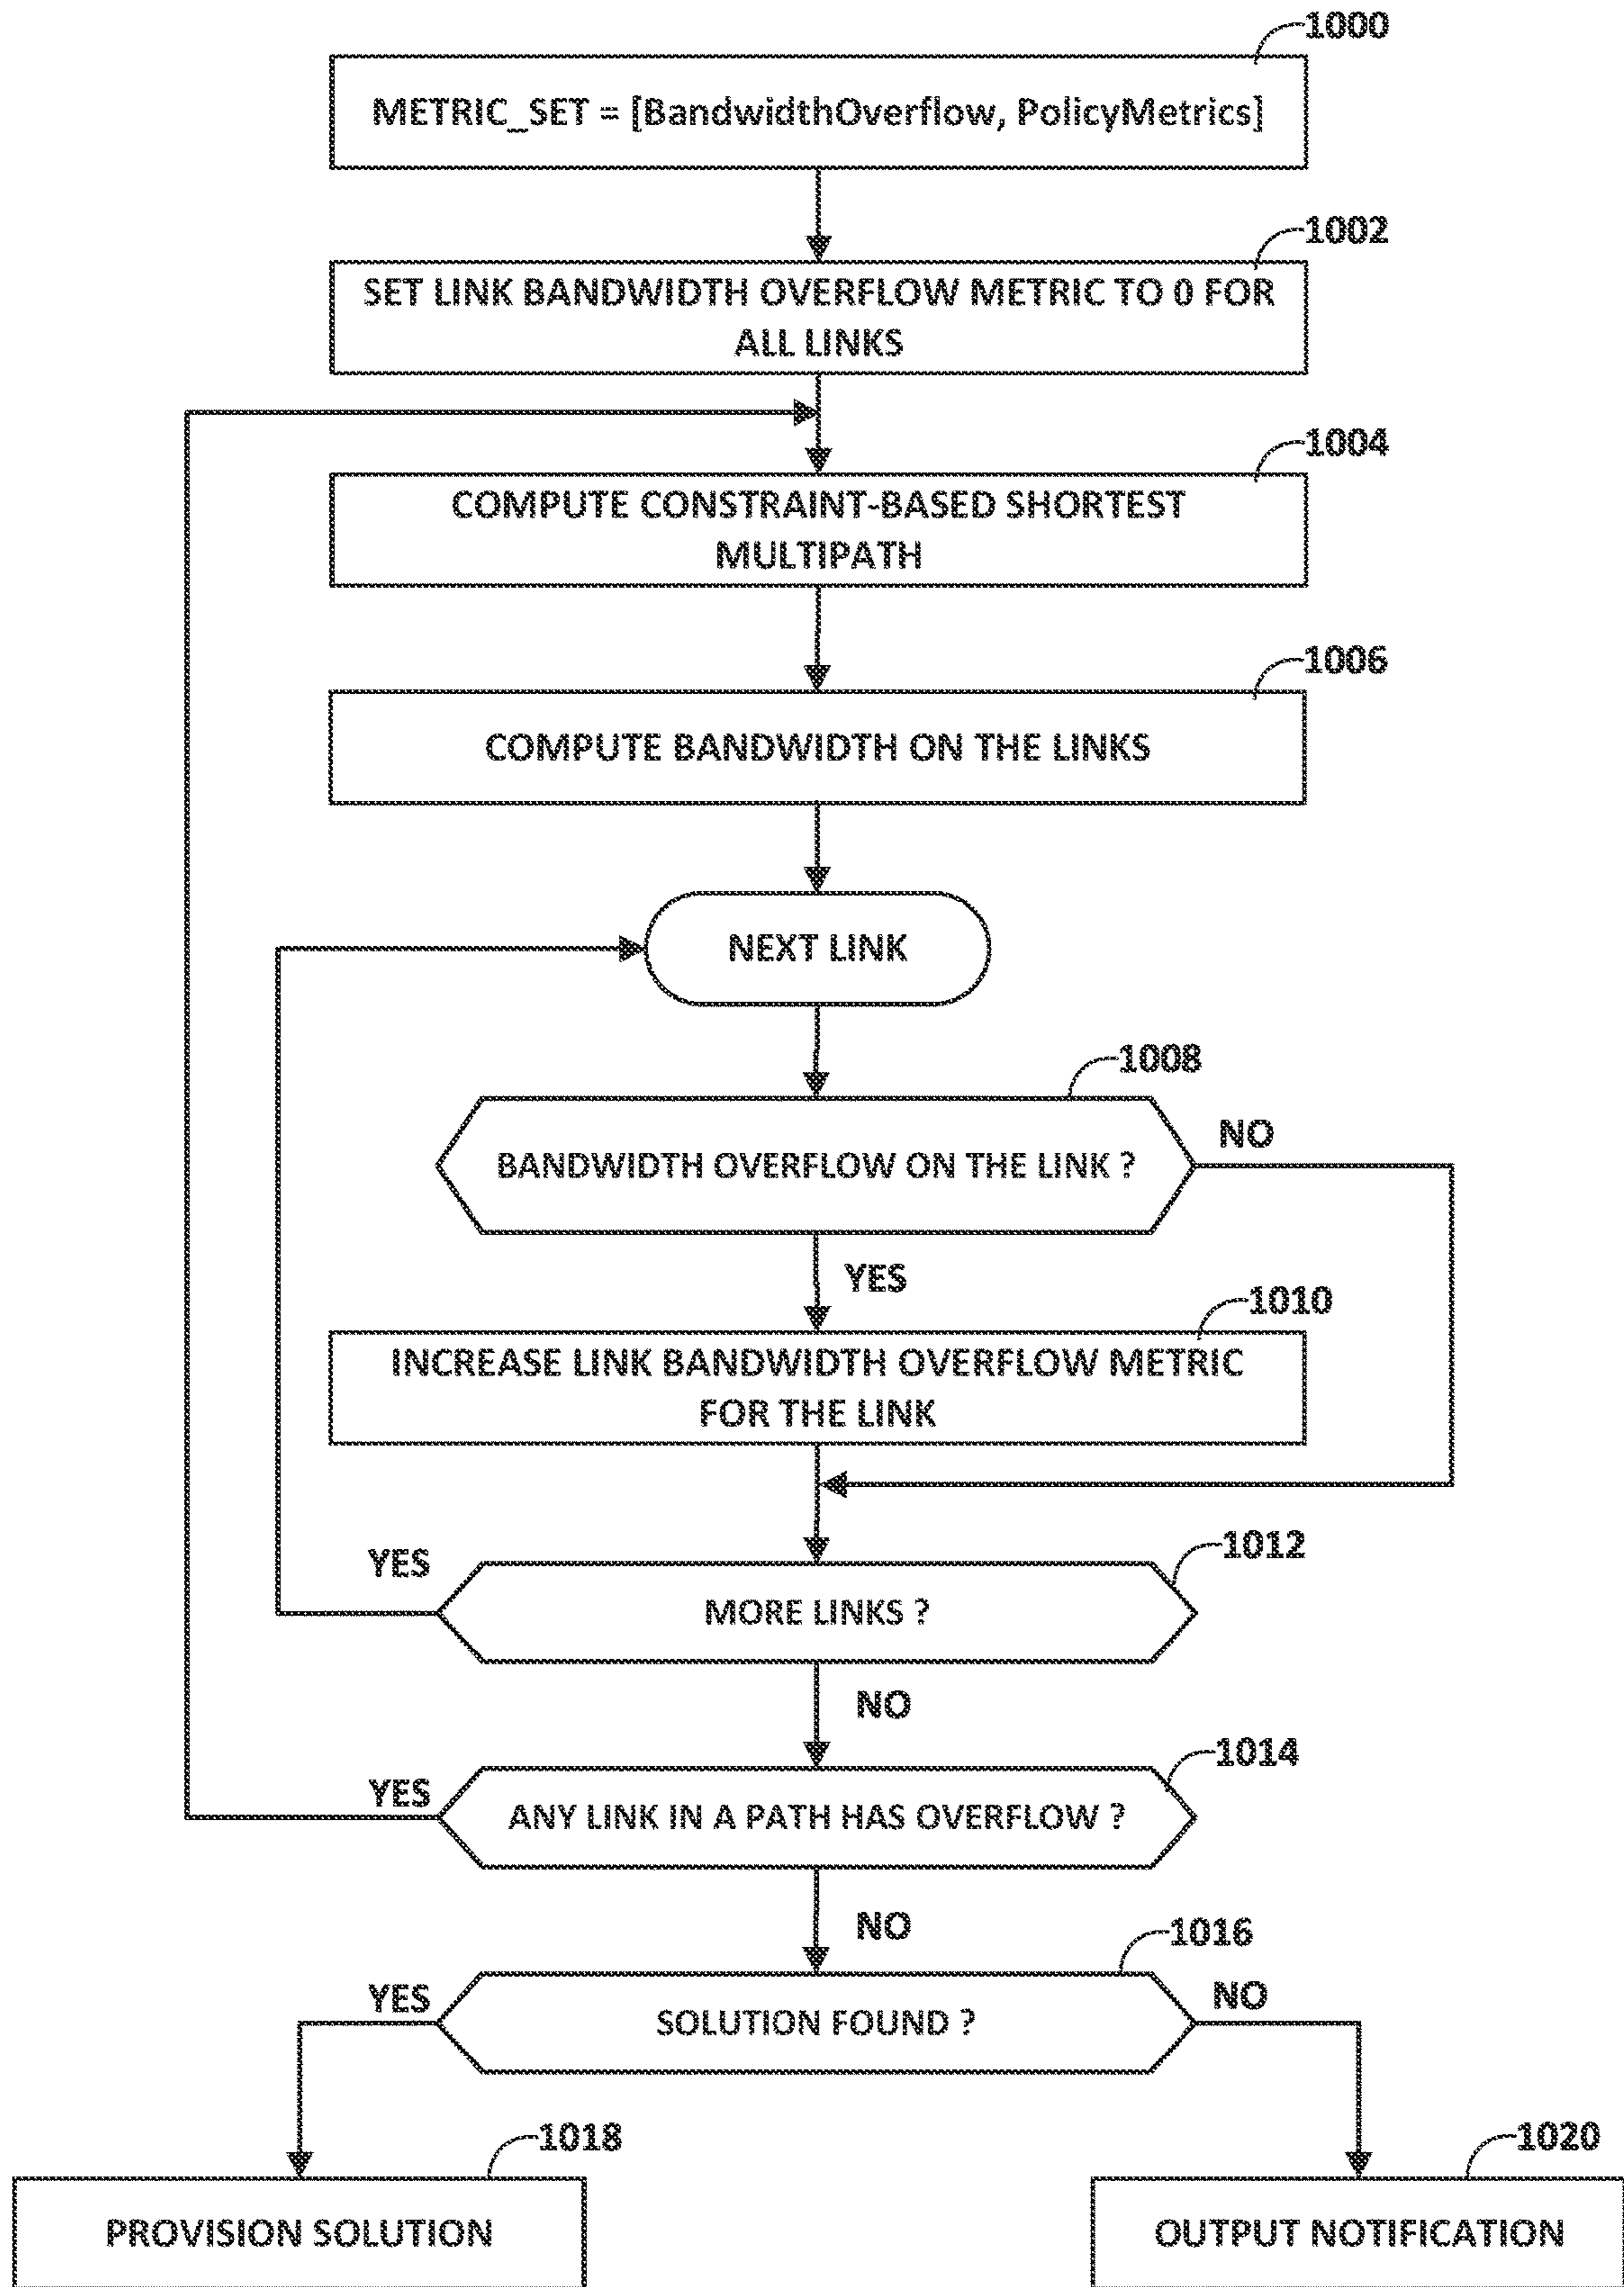 1000
METRIC_SET = [BandwidthOverflow, PolicyMetrics]
1002
SET LINK BANDWIDTH OVERFLOW METRIC TO 0 FOR
ALL LINKS
1004
COMPUTE CONSTRAINT-BASED SHORTEST
MULTIPATH
1006
COMPUTE BANDWIDTH ON THE LINKS
NEXT LINK
1008
NO
BANDWIDTH OVERFLOW ON THE LINK ?
YES
1010
INCREASE LINK BANDWIDTH OVERFLOW METRIC
FOR THE LINK
1012
YES
MORE LINKS ?
NO
1014
YES
ANY LINK IN A PATH HAS OVERFLOW ?
NO
1016
YES
NO
SOLUTION FOUND ?
1018
1020
PROVISION SOLUTION
OUTPUT NOTIFICATION